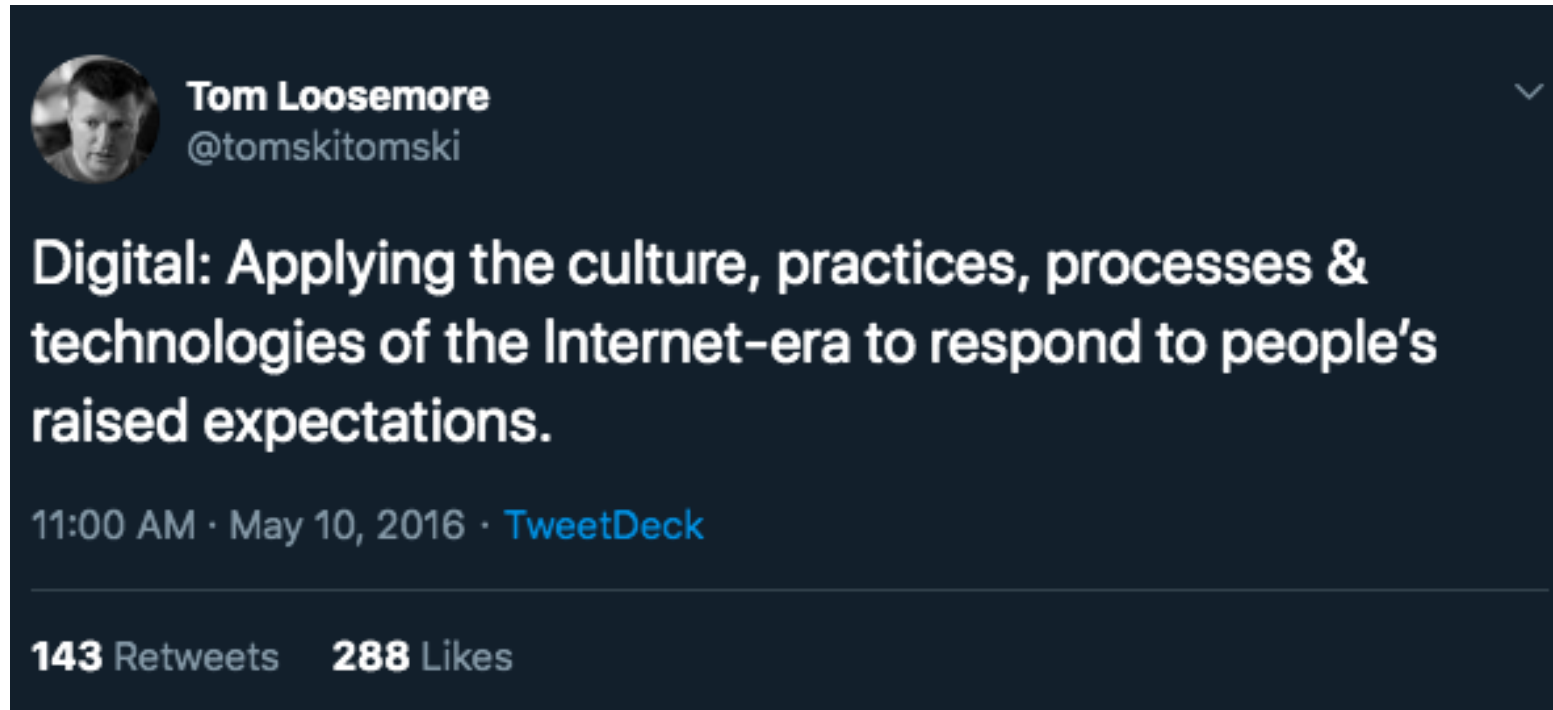 Tom Loosemore
@tomskitomski
Digital: Applying the culture, practices, processes &
technologies of the Internet-era to respond to people’s
raised expectations.
11:00 AM · May 10, 2016 · TweetDeck
143 Retweets 288 Likes